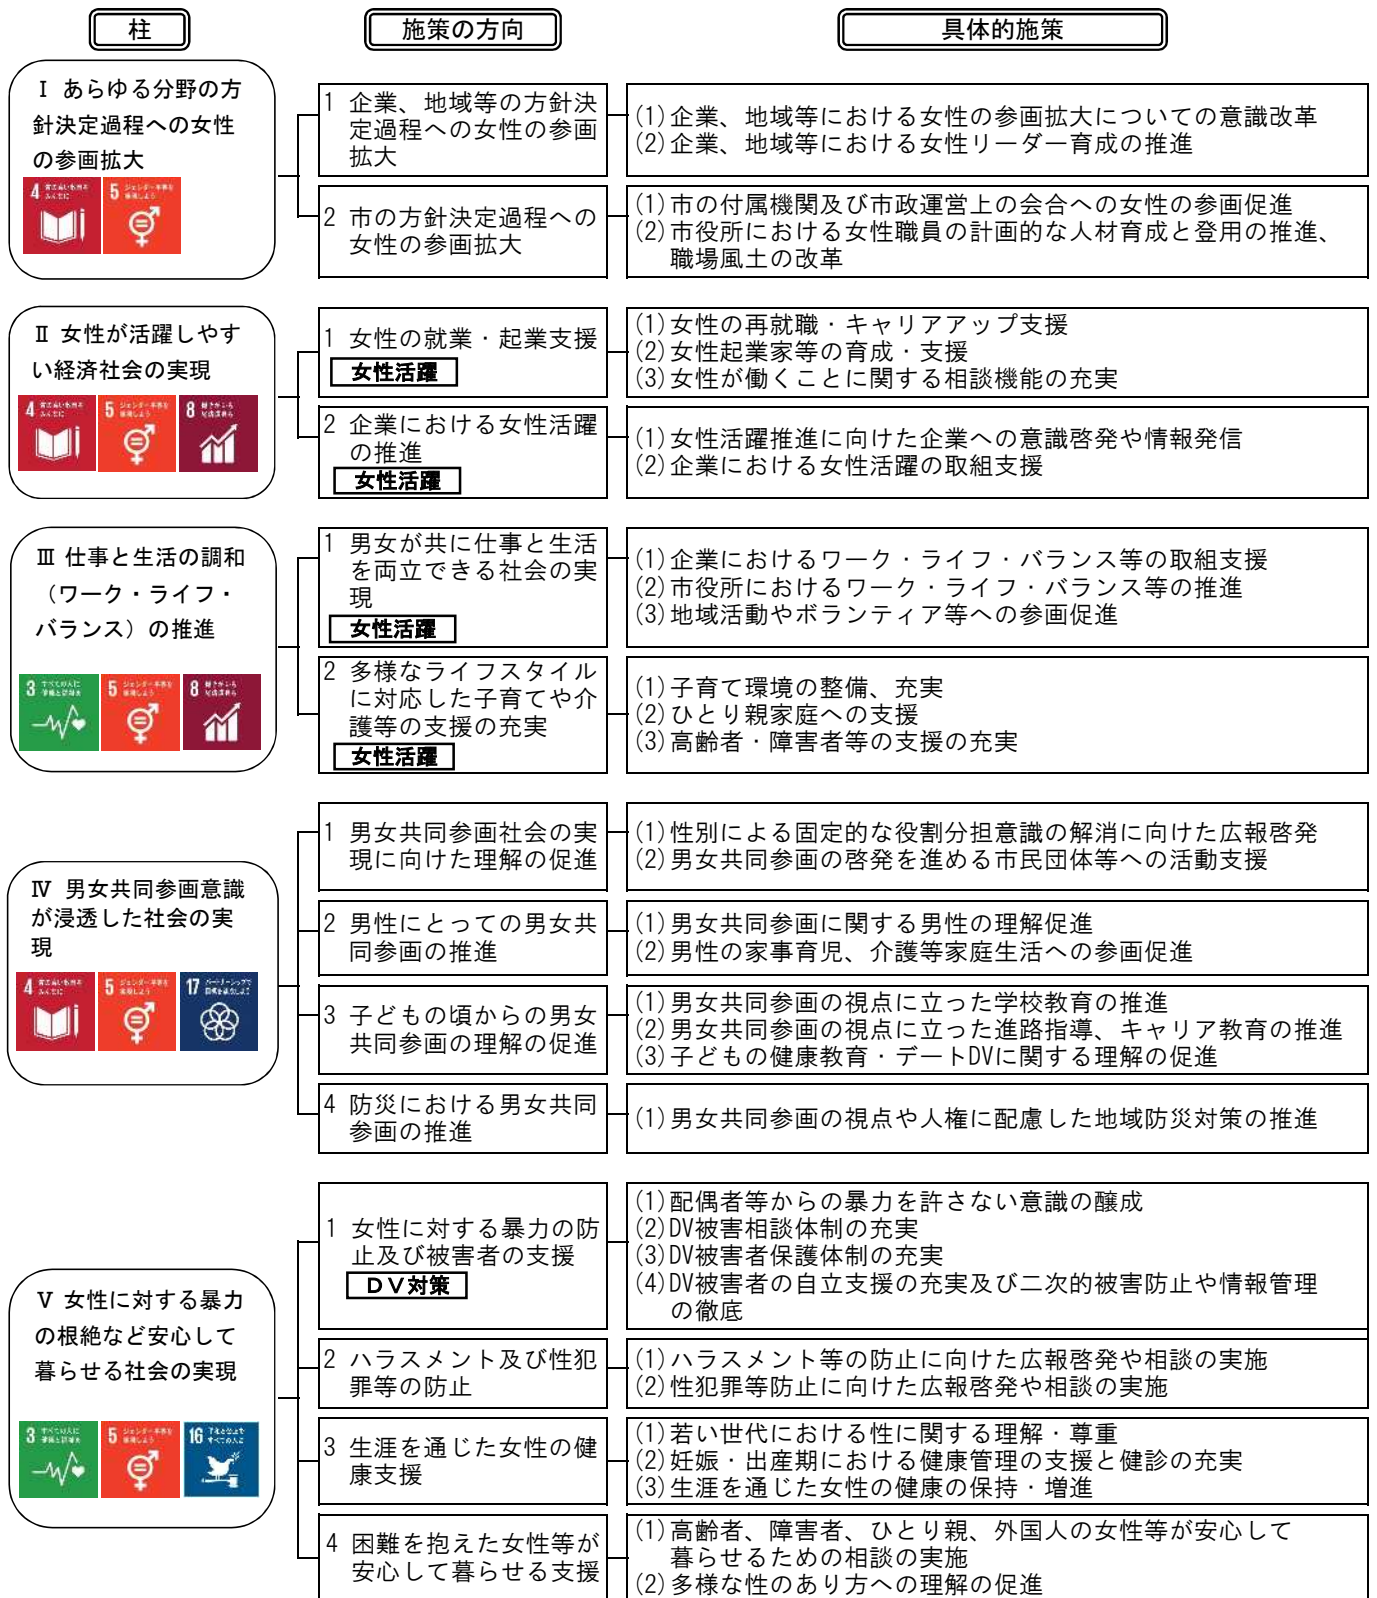 柱
施策の方向
具体的施策
Ⅰ あらゆる分野の方
針決定過程への女性
の参画拡大
4
5
1 企業、地域等の方針決
定過程への女性の参画
拡大
(1)企業、地域等における女性の参画拡大についての意識改革
(2)企業、地域等における女性リーダー育成の推進
2 市の方針決定過程への
女性の参画拡大
(1)市の付属機関及び市政運営上の会合への女性の参画促進
(2)市役所における女性職員の計画的な人材育成と登用の推進、
職場風土の改革
Ⅱ 女性が活躍しやす
い経済社会の実現
4
5
8
1 女性の就業・起業支援
女性活躍
(1)女性の再就職・キャリアアップ支援
(2)女性起業家等の育成・支援
(3)女性が働くことに関する相談機能の充実
2 企業における女性活躍
の推進
女性活躍
(1)女性活躍推進に向けた企業への意識啓発や情報発信
(2)企業における女性活躍の取組支援
Ⅲ 仕事と生活の調和
（ワーク・ライフ・
バランス）の推進
3
5
8
1 男女が共に仕事と生活
を両立できる社会の実
現
女性活躍
(1)企業におけるワーク・ライフ・バランス等の取組支援
(2)市役所におけるワーク・ライフ・バランス等の推進
(3)地域活動やボランティア等への参画促進
2 多様なライフスタイル
に対応した子育てや介
護等の支援の充実
女性活躍
(1)子育て環境の整備、充実
(2)ひとり親家庭への支援
(3)高齢者・障害者等の支援の充実
Ⅳ 男女共同参画意識
が浸透した社会の実
現
4
5
17
1 男女共同参画社会の実
現に向けた理解の促進
(1)性別による固定的な役割分担意識の解消に向けた広報啓発
(2)男女共同参画の啓発を進める市民団体等への活動支援
2 男性にとっての男女共
同参画の推進
(1)男女共同参画に関する男性の理解促進
(2)男性の家事育児、介護等家庭生活への参画促進
3 子どもの頃からの男女
共同参画の理解の促進
(1)男女共同参画の視点に立った学校教育の推進
(2)男女共同参画の視点に立った進路指導、キャリア教育の推進
(3)子どもの健康教育・デートDVに関する理解の促進
4 防災における男女共同
参画の推進
(1)男女共同参画の視点や人権に配慮した地域防災対策の推進
Ⅴ 女性に対する暴力
の根絶など安心して
暮らせる社会の実現
3
5
16
1 女性に対する暴力の防
止及び被害者の支援
ＤＶ対策
(1)配偶者等からの暴力を許さない意識の醸成
(2)DV被害相談体制の充実
(3)DV被害者保護体制の充実
(4)DV被害者の自立支援の充実及び二次的被害防止や情報管理
の徹底
2 ハラスメント及び性犯
罪等の防止
(1)ハラスメント等の防止に向けた広報啓発や相談の実施
(2)性犯罪等防止に向けた広報啓発や相談の実施
3 生涯を通じた女性の健
康支援
(1)若い世代における性に関する理解・尊重
(2)妊娠・出産期における健康管理の支援と健診の充実
(3)生涯を通じた女性の健康の保持・増進
4 困難を抱えた女性等が
安心して暮らせる支援
(1)高齢者、障害者、ひとり親、外国人の女性等が安心して
暮らせるための相談の実施
(2)多様な性のあり方への理解の促進